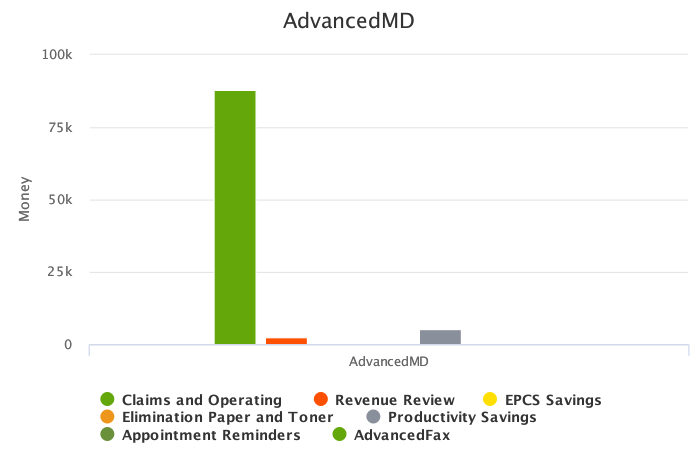 AdvancedMD
100k
75k
50k
25k
0
Money
AdvancedMD
Claims and Operating Revenue Review EPCS Savings
Elimination Paper and Toner Productivity Savings
Appointment Reminders AdvancedFax